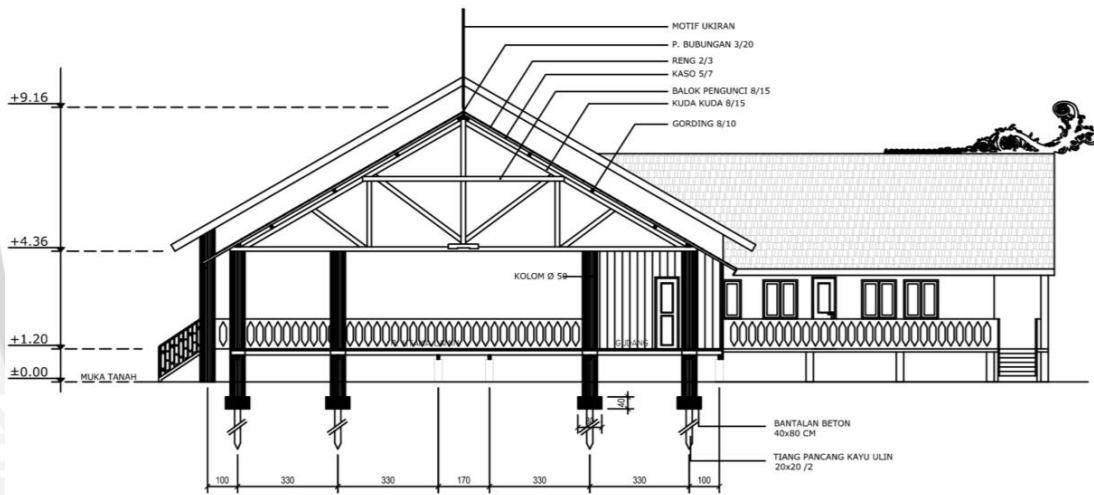 MOTIF UKIRAN
P. BUBUNGAN 3/20
RENG 2/3
KASO 5/7
BALOK PENGUNCI 8/15
KUDA KUDA 8/15
GORDING 8/10
+9.16
+4.36
KOLOM Ø 50
+1.20
GUDANG
±0.00
MUKA TANAH
40
BANTALAN BETON
40x80 CM
TIANG PANCANG KAYU ULIN
20x20 /2
100 330 330 170 330 330 100